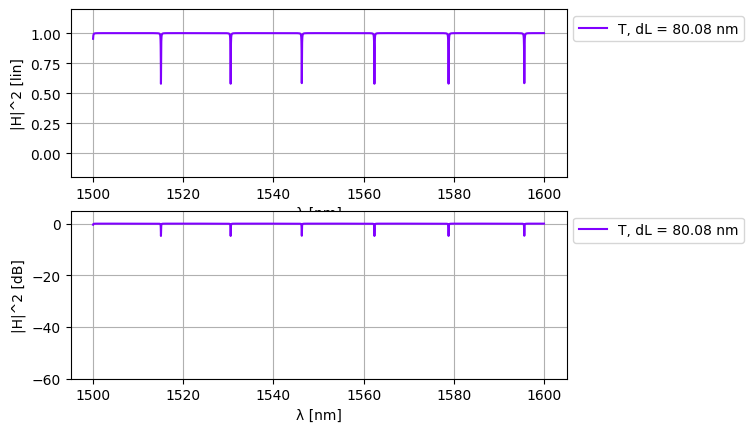 1.00
0.75
0.50
0.25
0.00
|H|^2 [lin]
1500 1520 1540 1560 1580 1600
λ [nm]
T, dL = 80.08 nm
0
−20
−40
−60
|H|^2 [dB]
1500 1520 1540 1560 1580 1600
λ [nm]
T, dL = 80.08 nm